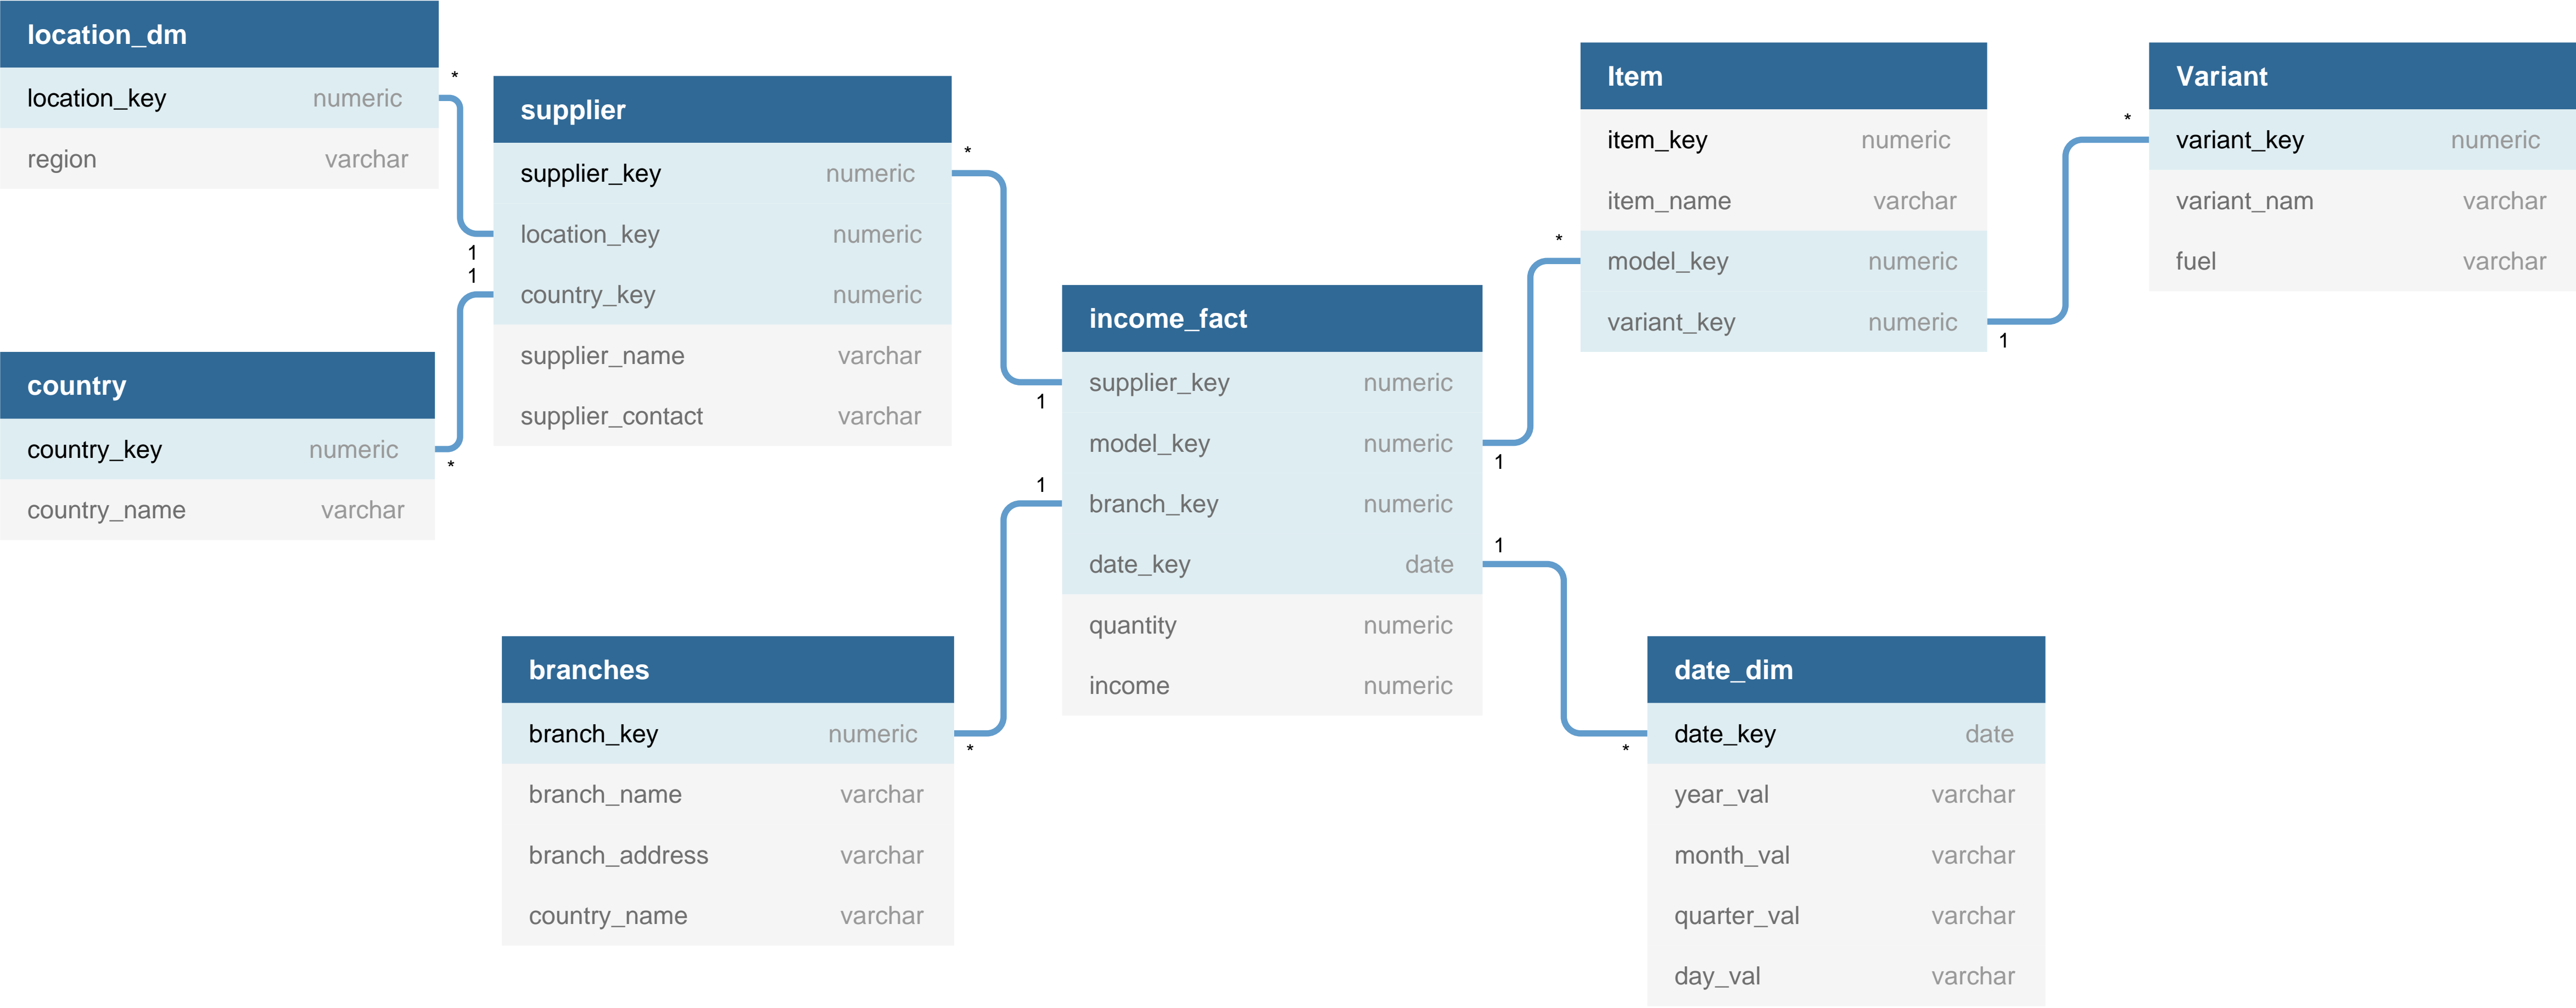 location_dm
location_key numeric
region varchar
*
1
supplier
supplier_key numeric
location_key numeric
country_key numeric
supplier_name varchar
supplier_contact varchar
*
1
country
country_key numeric
country_name varchar
*
1
income_fact
supplier_key numeric
model_key numeric
branch_key numeric
date_key date
quantity numeric
income numeric
1
1
1
branches
branch_key numeric
branch_name varchar
branch_address varchar
country_name varchar
*
Item
item_key numeric
item_name varchar
model_key numeric
variant_key numeric
*
1
Variant
variant_key numeric
variant_nam varchar
fuel varchar
*
date_dim
date_key date
year_val varchar
month_val varchar
quarter_val varchar
day_val varchar
*